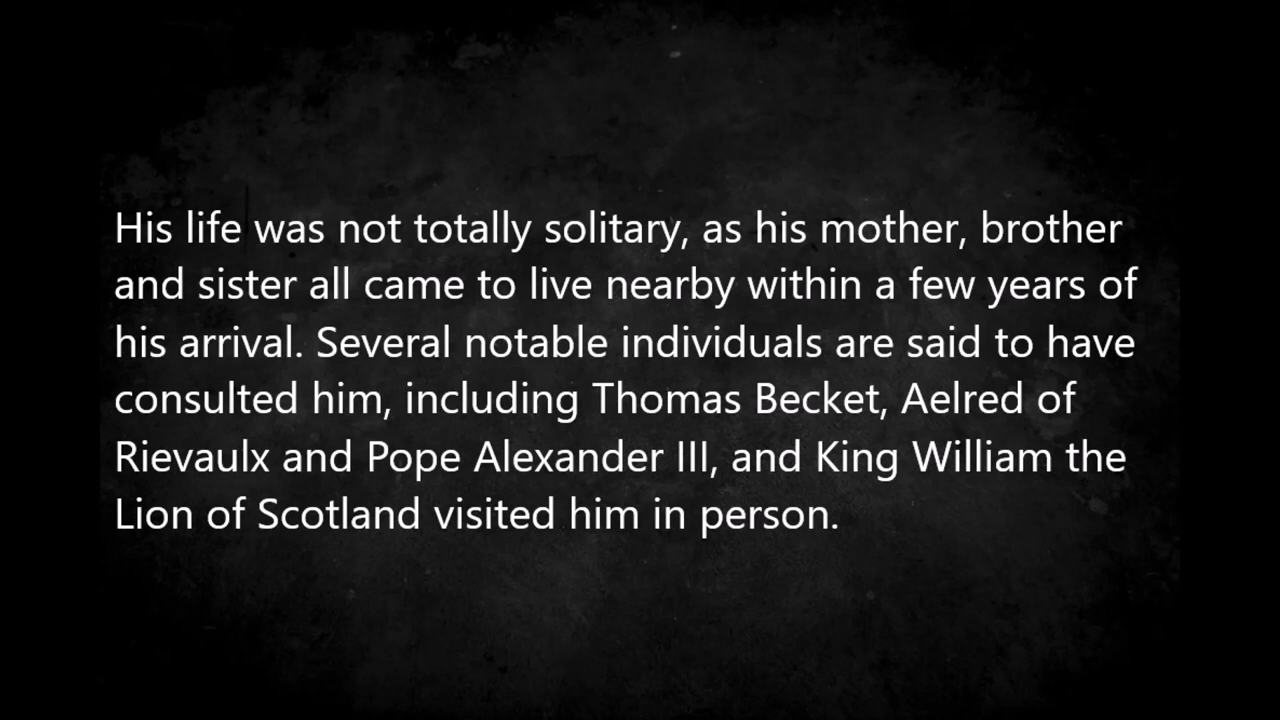 His life was not totally solitary, as his mother, brother
and sister all came to live nearby within a few years of
his arrival. Several notable individuals are said to have
consulted him, including Thomas Becket, Aelred of
Rievaulx and Pope Alexander III, and King William the
Lion of Scotland visited him in person.